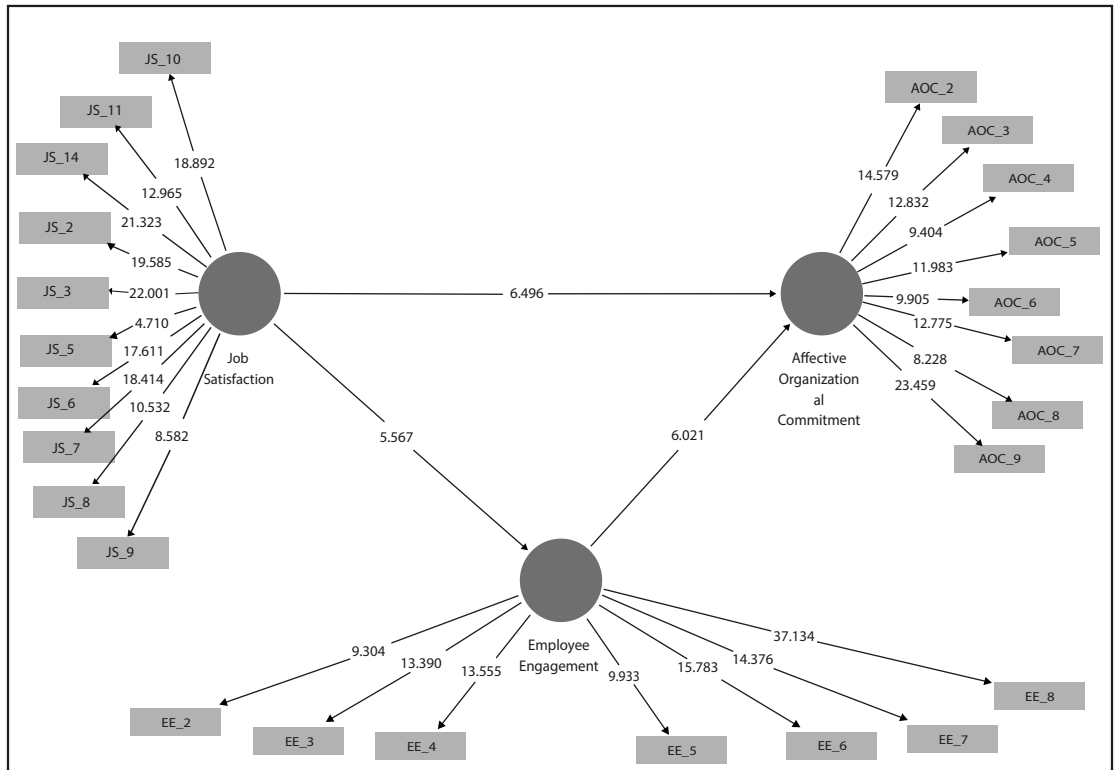 JS_10
JS_11
JS_14
JS_2
JS_3
JS_5
JS_6
JS_7
JS_8
JS_9
18.892
12.965
21.323
19.585
22.001
4.710
17.611
18.414
10.532
8.582
Job
Satisfaction
6.496
5.567
6.021
AOC_2
AOC_3
AOC_4
AOC_5
AOC_6
AOC_7
AOC_8
AOC_9
14.579
12.832
9.404
11.983
9.905
12.775
8.228
23.459
Affective
Organization
al
Commitment
Employee
Engagement
9.304
13.390
13.555
9.933
15.783
14.376
37.134
EE_2
EE_3
EE_4
EE_5
EE_6
EE_7
EE_8